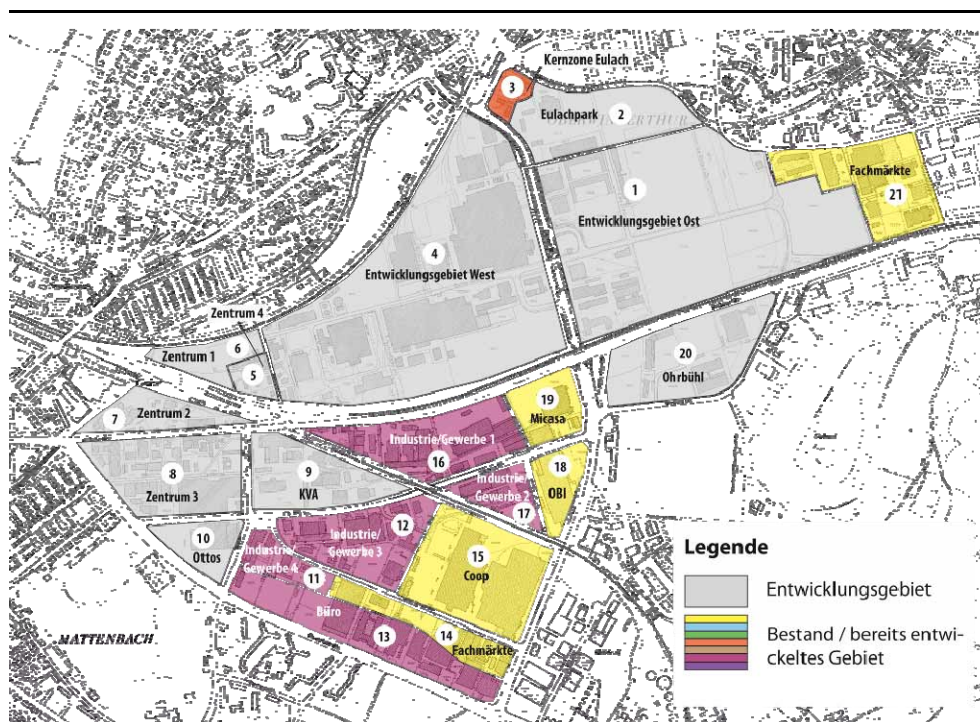 Kernzone Eulach
3
Eulachpark
2
OBERWINTERTHUR
1
Entwicklungsgebiet Ost
Fachmärkte
21
4
Entwicklungsgebiet West
Zentrum 4
6
Zentrum 1
5
20
Ohrbühl
7
Zentrum 2
19
Micasa
Industrie/Gewerbe 1
16
8
Zentrum 3
9
KVA
18
OBI
Industrie/
Gewerbe 2
17
10
Ottos
12
Industrie/
Gewerbe 3
Industrie/
Gewerbe 4
11
15
Coop
Büro
13
14
Fachmärkte
MATTENBACH
Legende
Entwicklungsgebiet
Bestand / bereits entwi-
ckeltes Gebiet